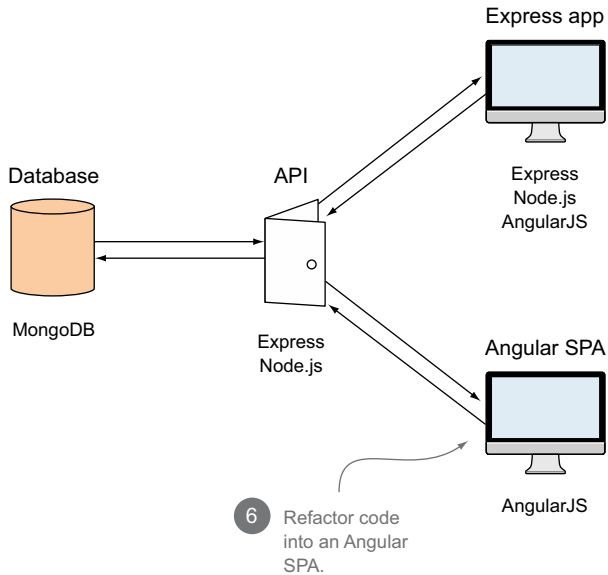 Express app
Express
Node.js
AngularJS
Database
MongoDB
API
Express
Node.js
Angular SPA
AngularJS
6 Refactor code
into an Angular
SPA.